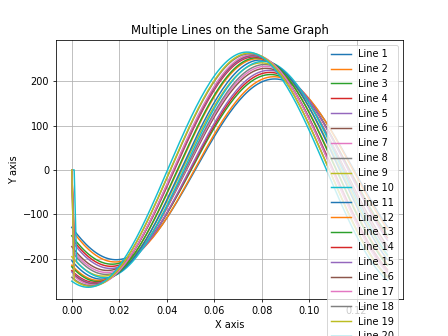 Multiple Lines on the Same Graph
Y axis
200
100
0
−100
−200
0.00
0.02
0.04
0.06
0.08
0.10
X axis
Line 1
Line 2
Line 3
Line 4
Line 5
Line 6
Line 7
Line 8
Line 9
Line 10
Line 11
Line 12
Line 13
Line 14
Line 15
Line 16
Line 17
Line 18
Line 19
Line 20